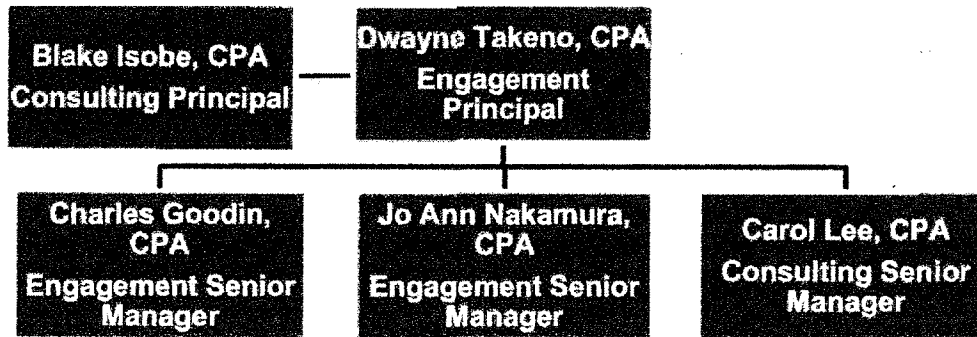 Blake Isobe, CPA
Consulting Principal
Dwayne Takeno, CPA
Engagement
Principal
Charles Goodin,
CPA
Engagement Senior
Manager
Jo Ann Nakamura,
CPA
Engagement Senior
Manager
Carol Lee, CPA
Consulting Senior
Manager